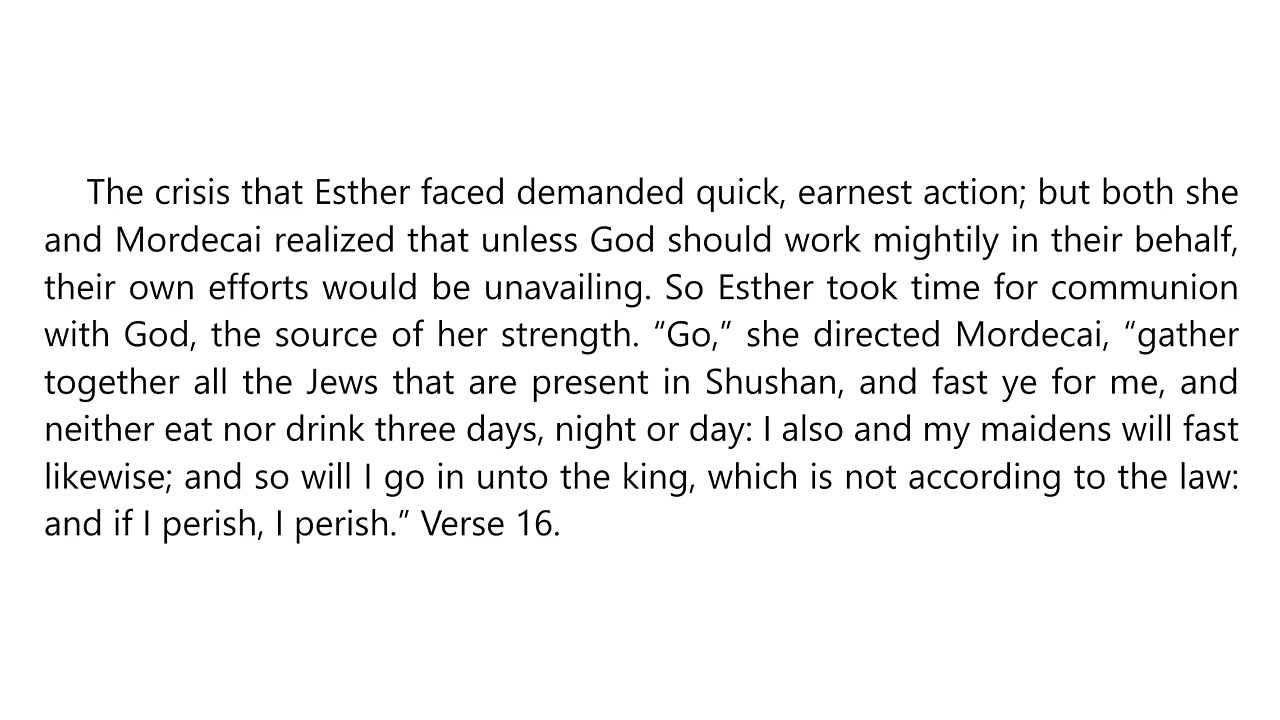 The crisis that Esther faced demanded quick, earnest action; but both she
and Mordecai realized that unless God should work mightily in their behalf,
their own efforts would be unavailing. So Esther took time for communion
with God, the source of her strength. “Go,” she directed Mordecai, “gather
together all the Jews that are present in Shushan, and fast ye for me, and
neither eat nor drink three days, night or day: I also and my maidens will fast
likewise; and so will I go in unto the king, which is not according to the law:
and if I perish, I perish.” Verse 16.